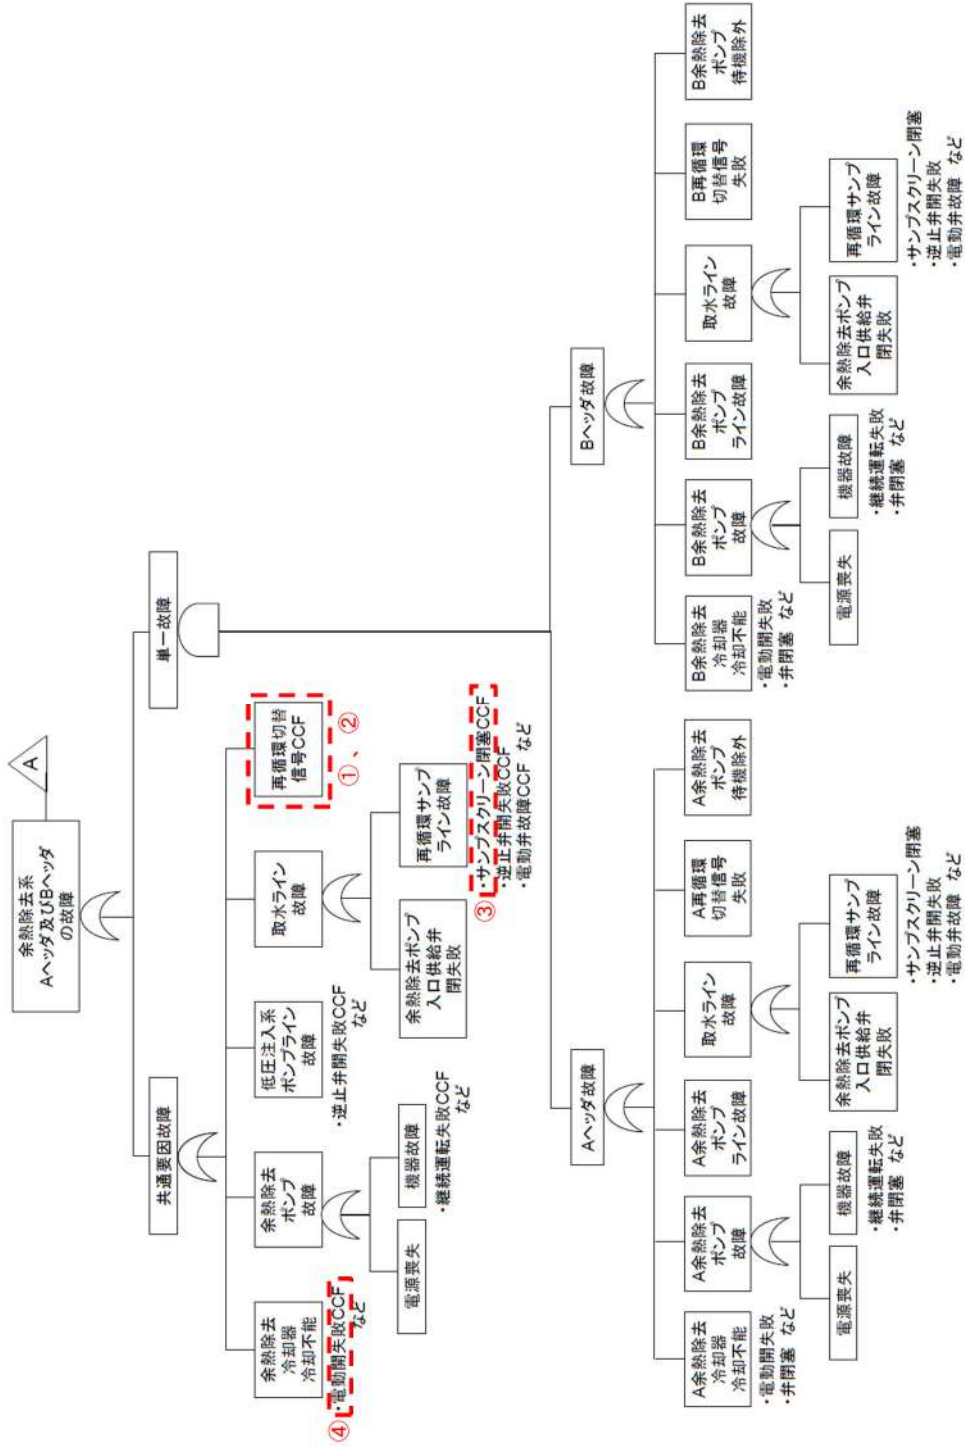 余熱除去系
Aヘッダ及びBヘッダ
の故障
A
共通要因故障
単一故障
余熱除去
冷却器
冷却不能
・電動開失敗CCF
など
④
余熱除去
ポンプ
故障
電源喪失
機器故障
・継続運転失敗CCF
など
低圧注入系
ポンプライン
故障
・逆止弁開失敗CCF
など
取水ライン
故障
余熱除去ポンプ
入口供給弁
閉失敗
再循環サンプ
ライン故障
③
・サンプスクリーン閉塞CCF
・逆止弁開失敗CCF
・電動弁故障CCF など
再循環切替
信号CCF
①、②
Aヘッダ故障
A余熱除去
冷却器
冷却不能
・電動開失敗
・弁閉塞 など
A余熱除去
ポンプ
故障
電源喪失
機器故障
・継続運転失敗
・弁閉塞 など
A余熱除去
ポンプ
ライン故障
取水ライン
故障
余熱除去ポンプ
入口供給弁
閉失敗
再循環サンプ
ライン故障
・サンプスクリーン閉塞
・逆止弁開失敗
・電動弁故障 など
A再循環
切替信号
失敗
A余熱除去
ポンプ
待機除外
Bヘッダ故障
B余熱除去
冷却器
冷却不能
・電動開失敗
・弁閉塞 など
B余熱除去
ポンプ
故障
電源喪失
機器故障
・継続運転失敗
・弁閉塞 など
B余熱除去
ポンプ
ライン故障
取水ライン
故障
余熱除去ポンプ
入口供給弁
閉失敗
再循環サンプ
ライン故障
・サンプスクリーン閉塞
・逆止弁開失敗
・電動弁故障 など
B再循環
切替信号
失敗
B余熱除去
ポンプ
待機除外